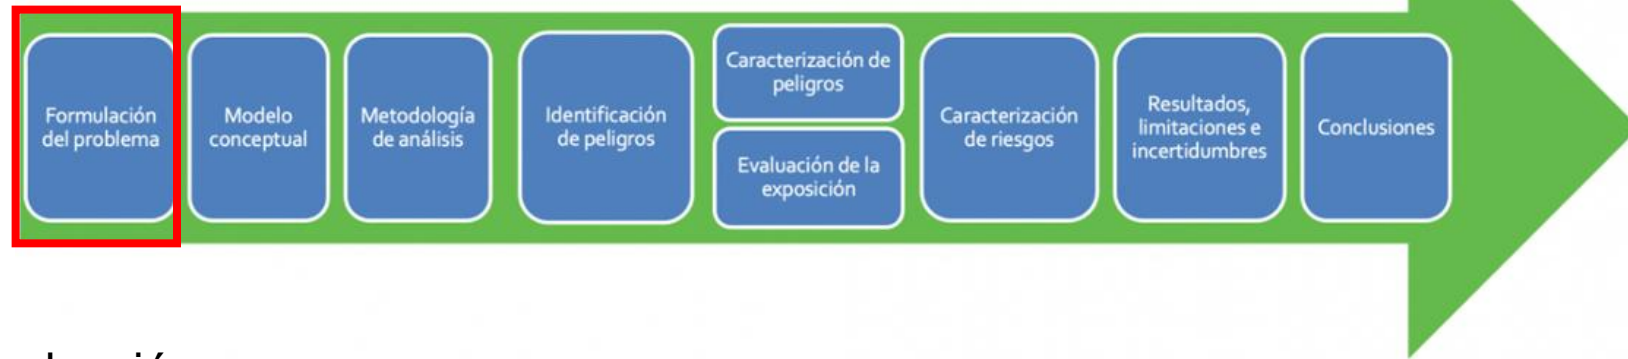 Formulación
del problema
Modelo
conceptual
Metodología
de análisis
Identificación
de peligros
Caracterización de
peligros
Evaluación de la
exposición
Caracterización
de riesgos
Resultados,
limitaciones e
incertidumbres
Conclusiones